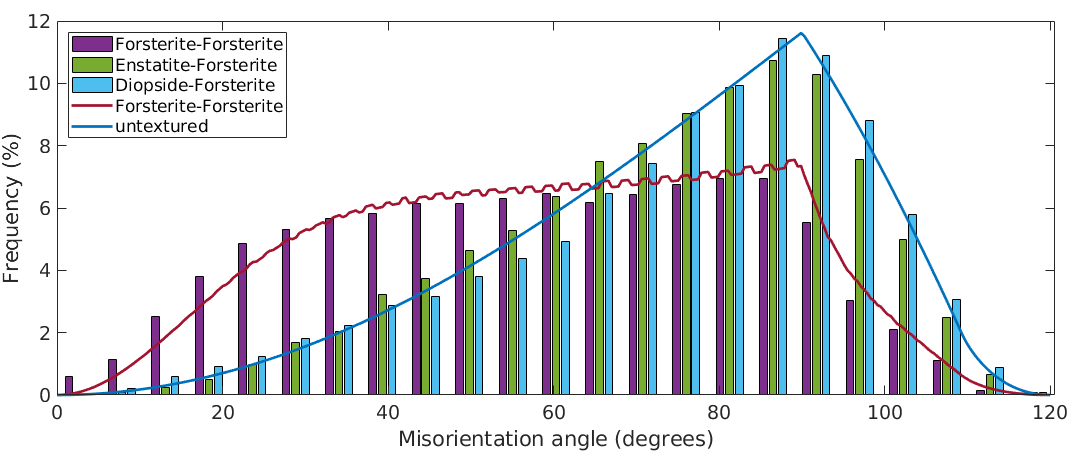 12
10
8
6
4
2
0
Frequency (%)
Forsterite-Forsterite
Enstatite-Forsterite
Diopside-Forsterite
Forsterite-Forsterite
untextured
0 20 40 60 80 100 120
Misorientation angle (degrees)